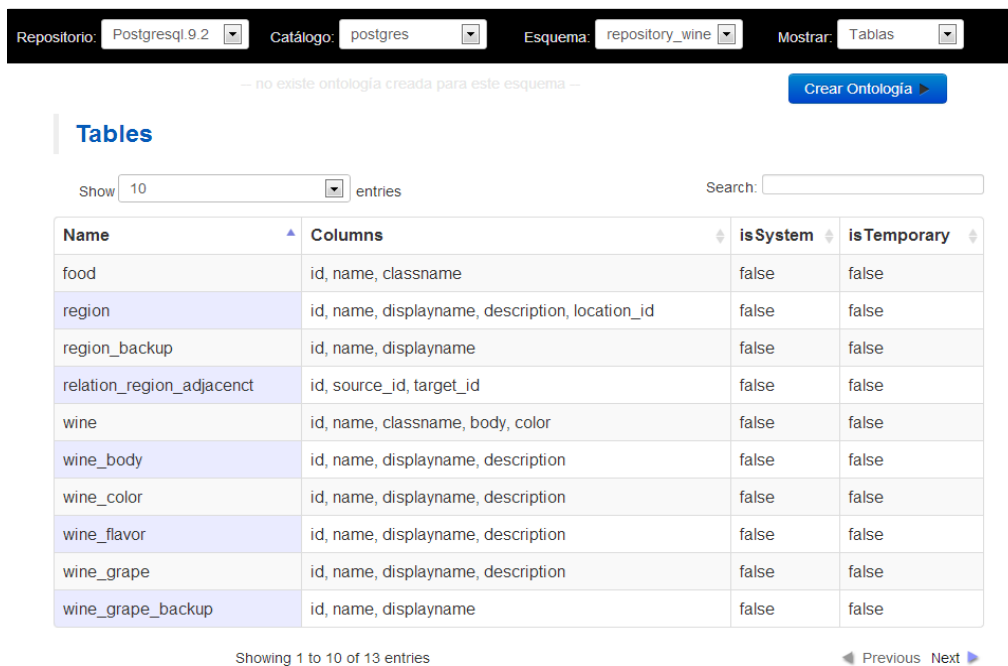 Repositorio: Postgresql.9.2 Catálogo: postgres Esquema: repository_wine Mostrar: Tablas
-- no existe ontología creada para este esquema -- Crear Ontología
Tables
Show 10 entries Search:
Name Columns isSystem isTemporary
food id, name, classname false false
region id, name, displayname, description, location_id false false
region_backup id, name, displayname false false
relation_region_adjacenct id, source_id, target_id false false
wine id, name, classname, body, color false false
wine_body id, name, displayname, description false false
wine_color id, name, displayname, description false false
wine_flavor id, name, displayname, description false false
wine_grape id, name, displayname, description false false
wine_grape_backup id, name, displayname false false
Showing 1 to 10 of 13 entries Previous Next